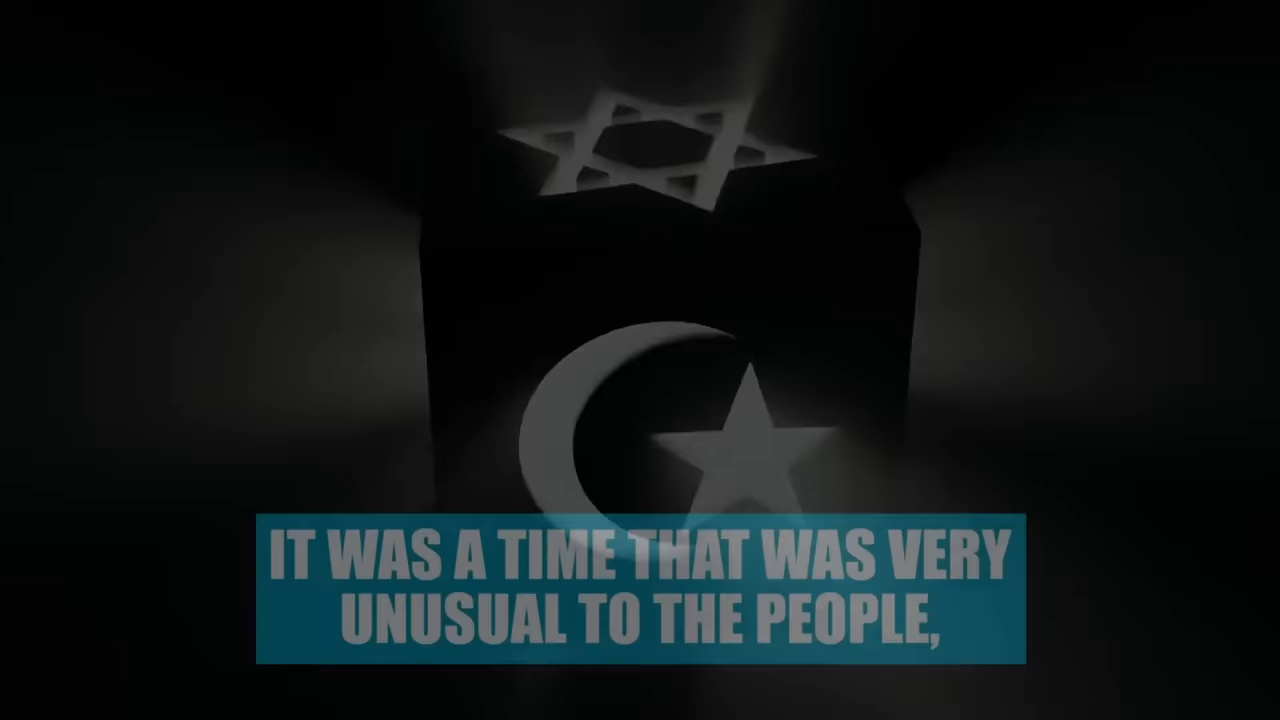 IT WAS A TIME THAT WAS VERY
UNUSUAL TO THE PEOPLE,